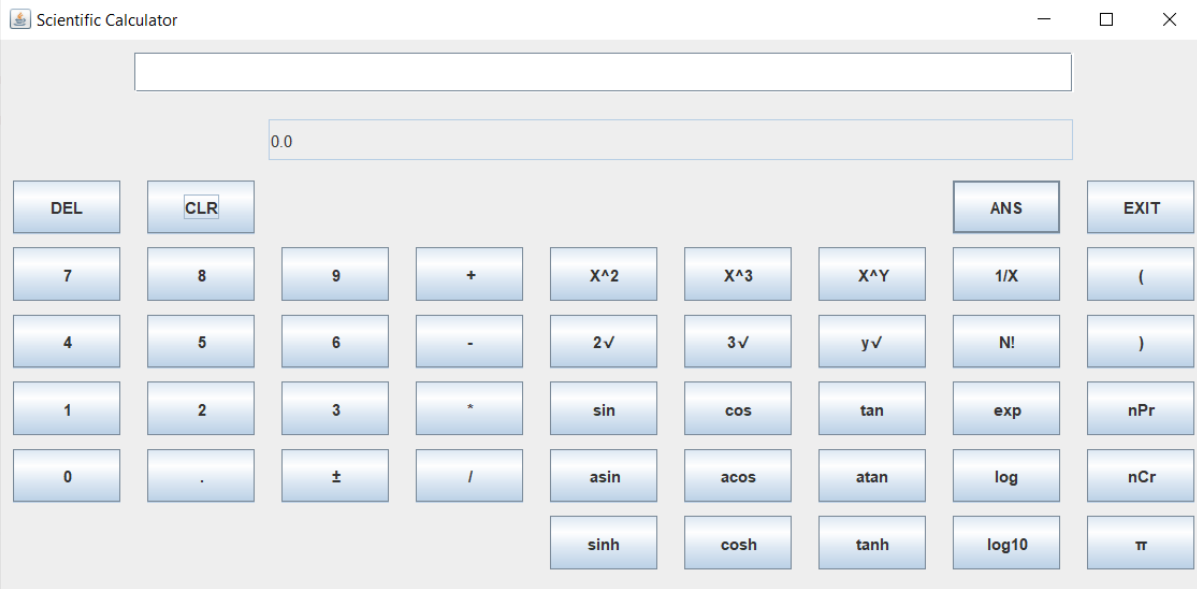 Scientific Calculator
0.0
DEL CLR ANS EXIT
7 8 9 + X^2 X^3 X^Y 1/X (
4 5 6 - 2√ 3√ y√ N! )
1 2 3 * sin cos tan exp nPr
0 . ± / asin acos atan log nCr
sinh cosh tanh log10 π